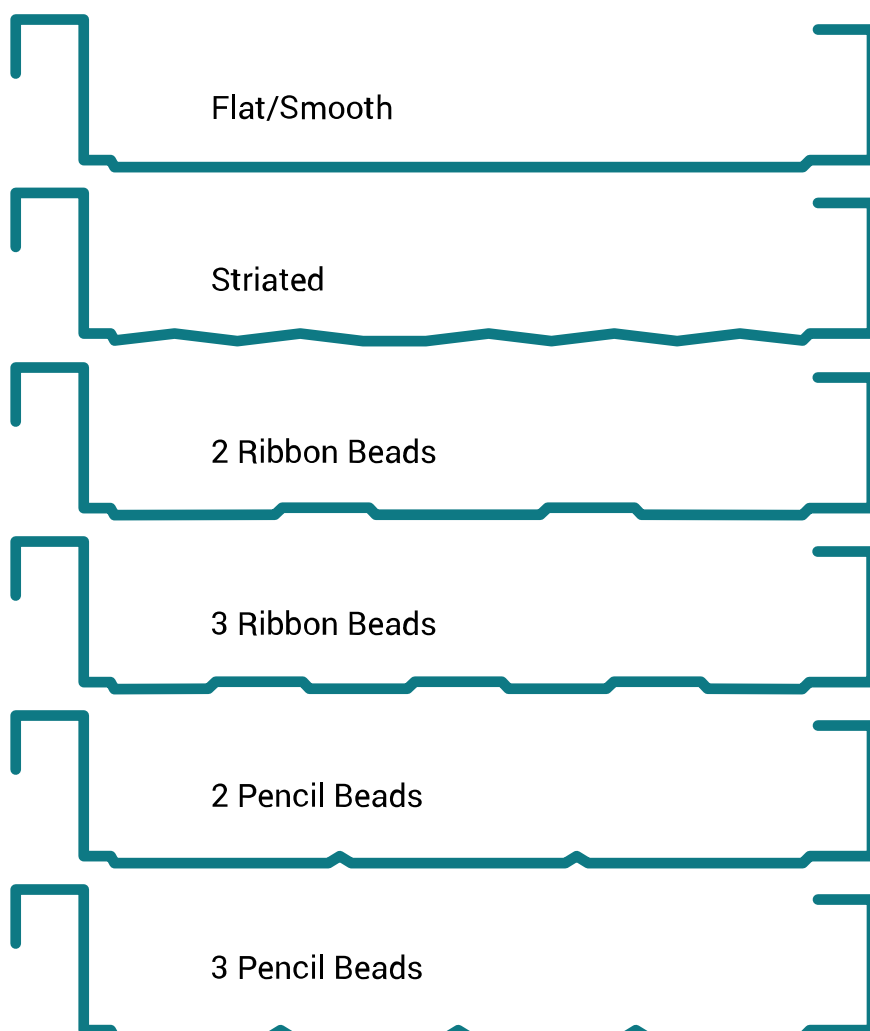 Flat/Smooth
Striated
2 Ribbon Beads
3 Ribbon Beads
2 Pencil Beads
3 Pencil Beads